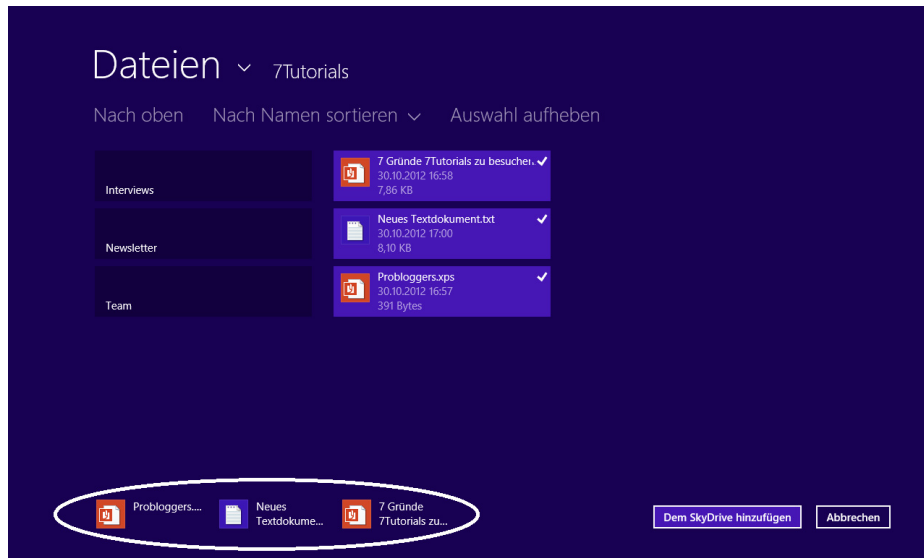 Dateien 7Tutorials
Nach oben Nach Namen sortieren Auswahl aufheben
Interviews
Newsletter
Team
7 Gründe 7Tutorials zu besuchen.
30.10.2012 16:58
7,86 KB
Neues Textdokument.txt
30.10.2012 17:00
8,10 KB
Probloggers.xps
30.10.2012 16:57
391 Bytes
Probloggers....
Neues
Textdokume...
7 Gründe
7Tutorials zu...
Dem SkyDrive hinzufügen
Abbrechen